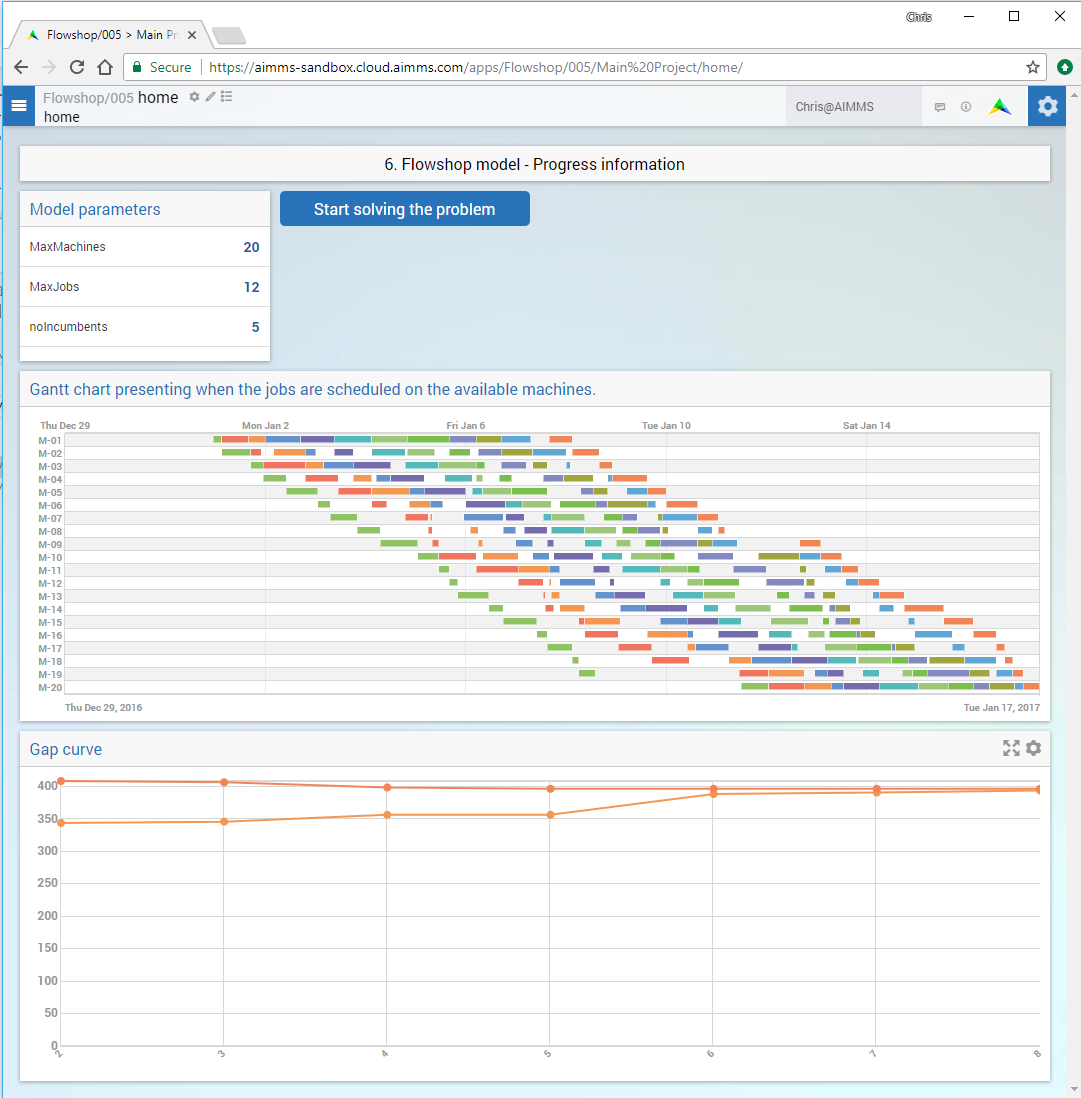 Chris
Flowshop/005 > Main Pr
Secure https://aimms-sandbox.cloud.aimms.com/apps/Flowshop/005/Main%20Project/home/
Flowshop/005 home
home
Chris@AIMMS
6. Flowshop model - Progress information
Model parameters
Start solving the problem
MaxMachines 20
MaxJobs 12
noIncumbents 5
Gantt chart presenting when the jobs are scheduled on the available machines.
Thu Dec 29 Mon Jan 2 Fri Jan 6 Tue Jan 10 Sat Jan 14
M-01
M-02
M-03
M-04
M-05
M-06
M-07
M-08
M-09
M-10
M-11
M-12
M-13
M-14
M-15
M-16
M-17
M-18
M-19
M-20
Thu Dec 29, 2016 Tue Jan 17, 2017
Gap curve
400
350
300
250
200
150
100
50
0
2 3 4 5 6 7 8